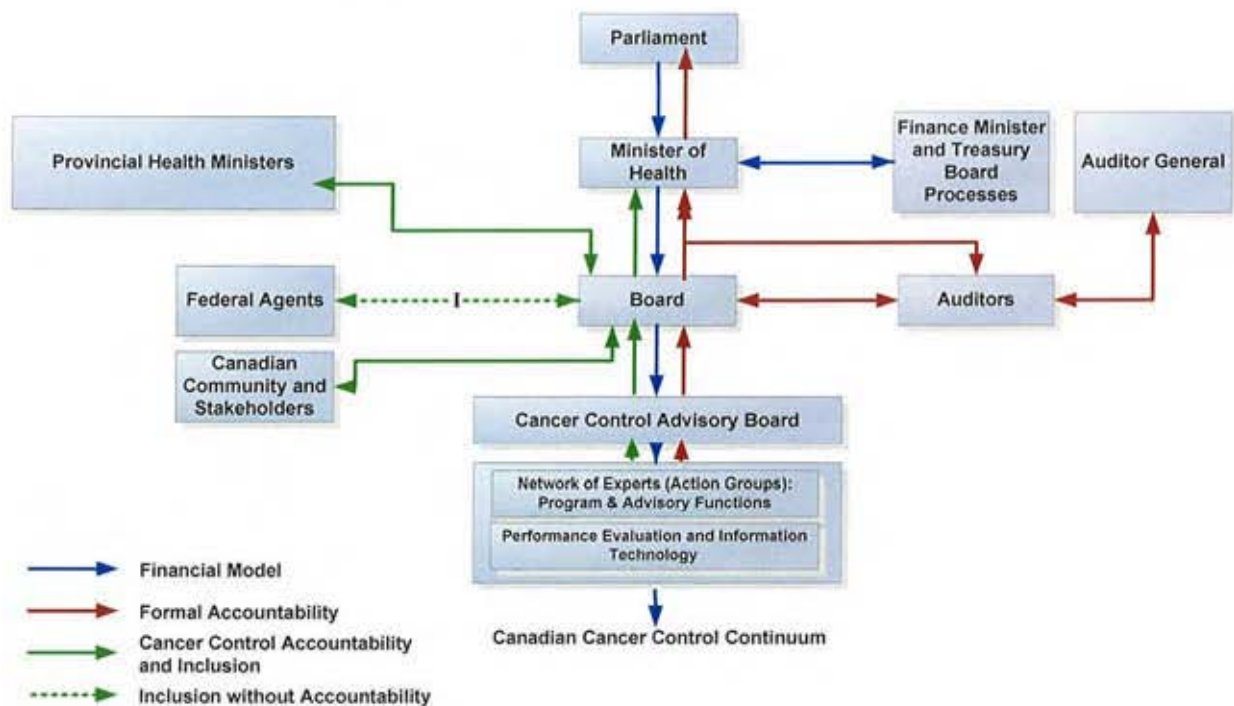 Parliament
Provincial Health Ministers
Minister of
Health
Finance Minister
and Treasury
Board
Processes
Auditor General
Federal Agents
I
Board
Auditors
Canadian
Community and
Stakeholders
Cancer Control Advisory Board
Network of Experts (Action Groups):
Program & Advisory Functions
Performance Evaluation and Information
Technology
Canadian Cancer Control Continuum
Financial Model
Formal Accountability
Cancer Control Accountability
and Inclusion
Inclusion without Accountability